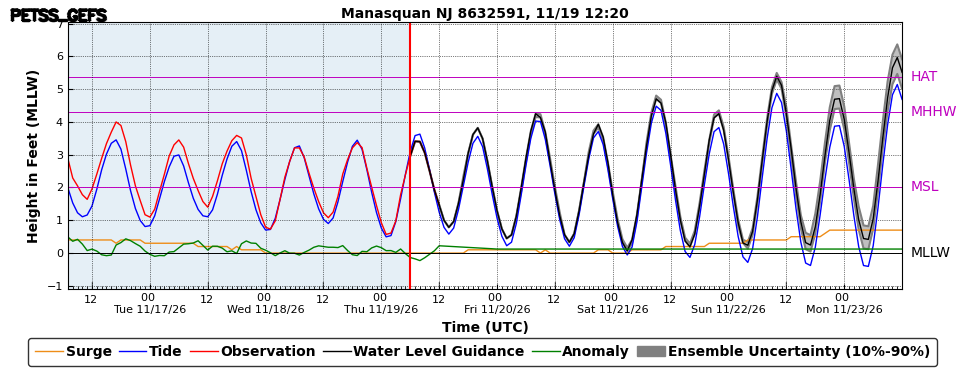 PETSS_GEFS
Manasquan NJ 8632591, 11/19 12:20
Height in Feet (MLLW)
7
6
5
4
3
2
1
0
−1
HAT
MHHW
MSL
MLLW
12 00 12 00 12 00 12 00 12 00 12 00 12 00
Tue 11/17/26 Wed 11/18/26 Thu 11/19/26 Fri 11/20/26 Sat 11/21/26 Sun 11/22/26 Mon 11/23/26
Time (UTC)
Surge Tide Observation Water Level Guidance Anomaly Ensemble Uncertainty (10%-90%)